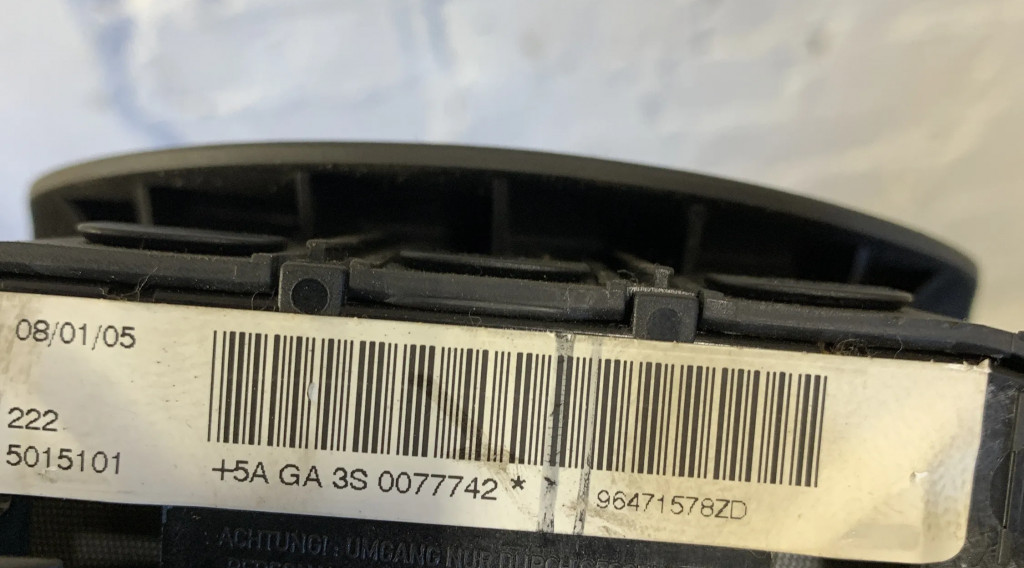 08/01/05
222
5015101
+5A GA 3S 0077742 * *
96471578ZD
ACHTUNG! : UMGANG NUR DURCH